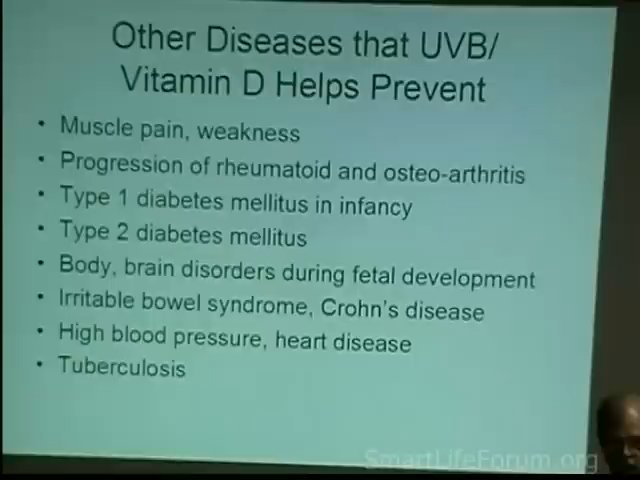 Other Diseases that UVB/
Vitamin D Helps Prevent
• Muscle pain, weakness
• Progression of rheumatoid and osteo-arthritis
• Type 1 diabetes mellitus in infancy
• Type 2 diabetes mellitus
• Body, brain disorders during fetal development
• Irritable bowel syndrome, Crohn's disease
• High blood pressure, heart disease
• Tuberculosis
SmartLifeForum.org